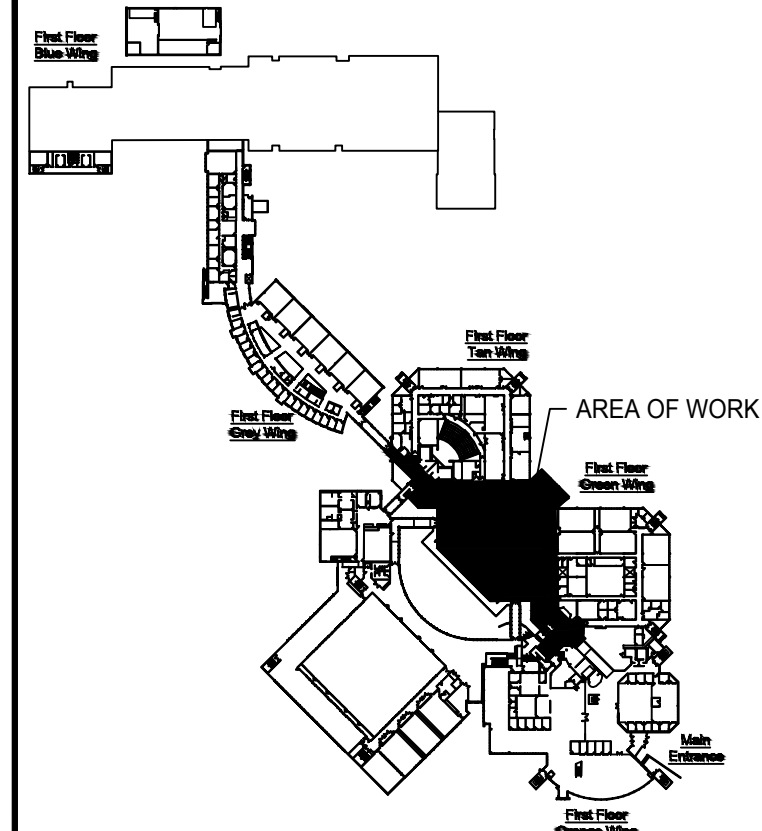 First Floor
Blue Wing
First Floor
Tan Wing
AREA OF WORK
First Floor
Grey Wing
First Floor
Green Wing
Main
Entrance
First Floor
Orange Wing